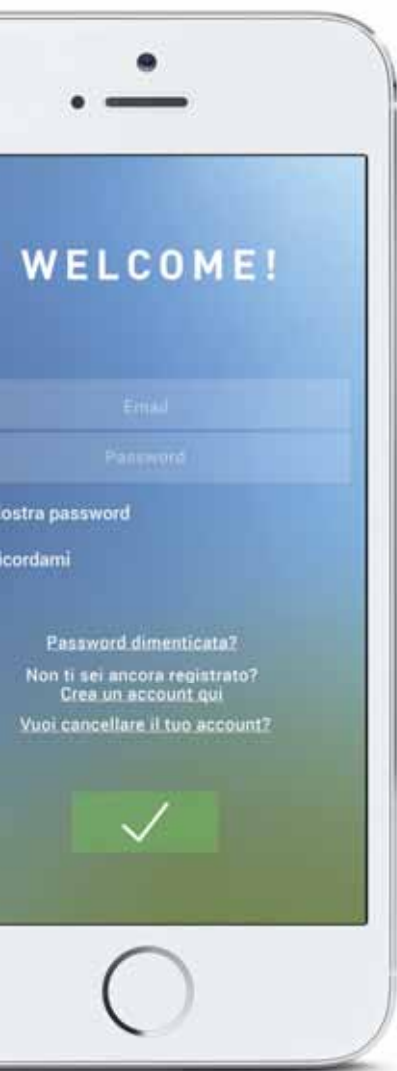 WELCOME!
Email
Password
ostra password
icordami
Password dimenticata?
Non ti sei ancora registrato?
Crea un account qui
Vuoi cancellare il tuo account?